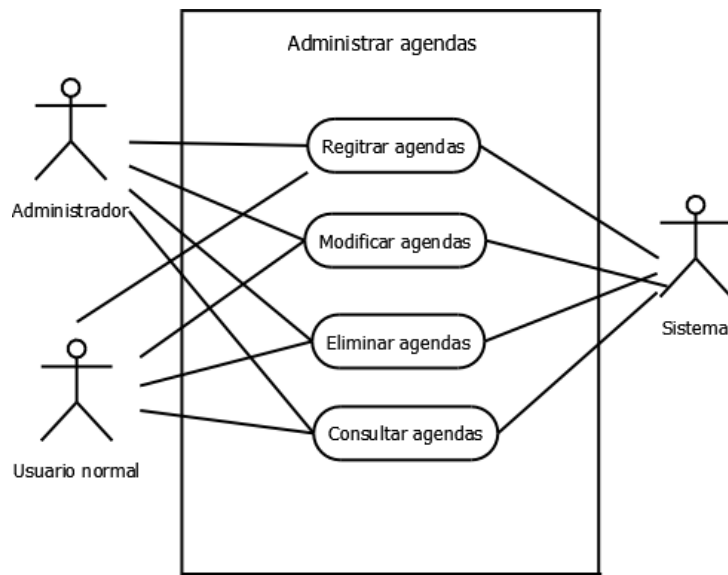 Administrar agendas
Regitrar agendas
Administrador
Modificar agendas
Sistema
Eliminar agendas
Consultar agendas
Usuario normal